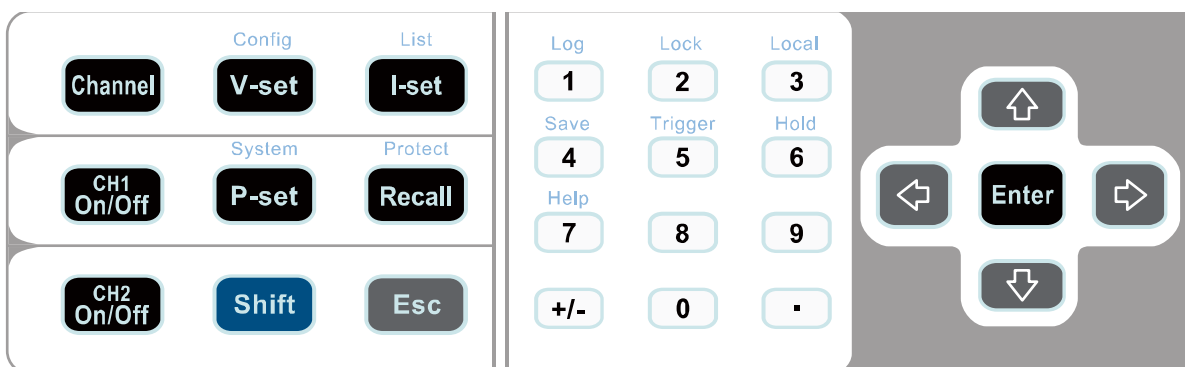 Config List
Channel V-set I-set
System Protect
CH1
On/Off P-set Recall
CH2
On/Off Shift Esc
Log Lock Local
1 2 3
Save Trigger Hold
4 5 6
Help
7 8 9
+/- 0 .
Enter